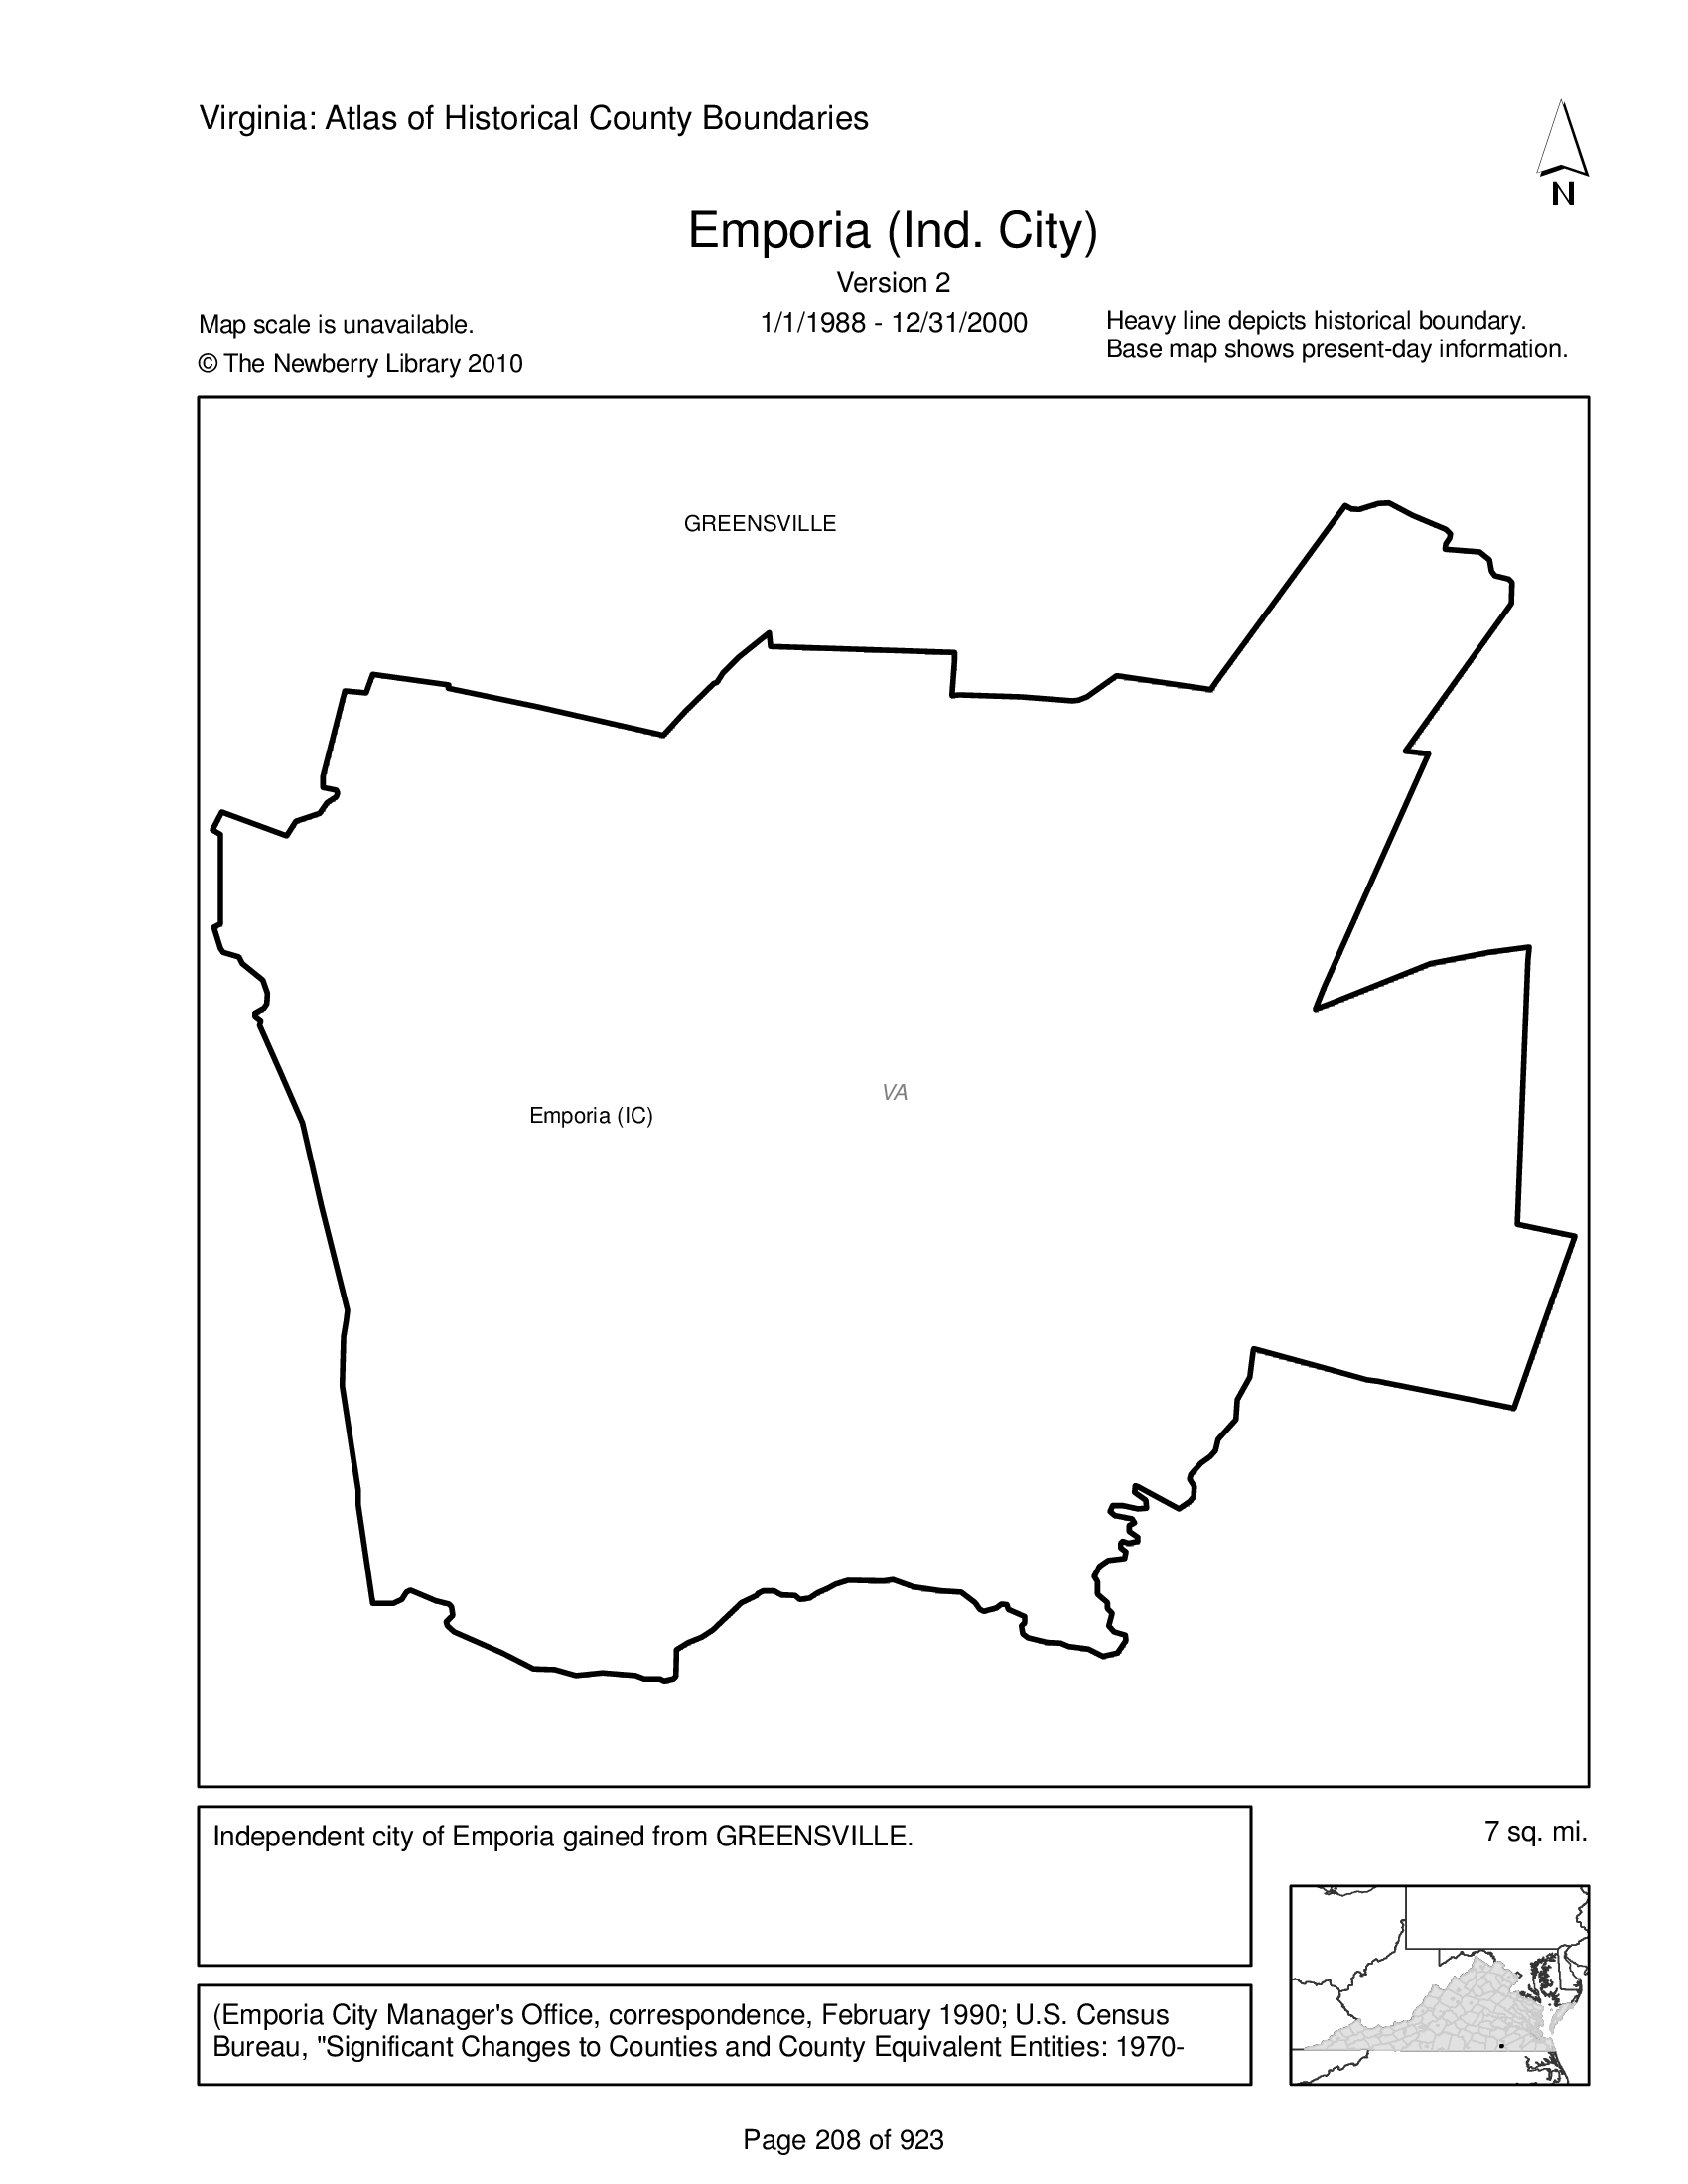 Virginia: Atlas of Historical County Boundaries
N
Emporia (Ind. City)
Version 2
Map scale is unavailable.
1/1/1988 - 12/31/2000
Heavy line depicts historical boundary.
© The Newberry Library 2010
Base map shows present-day information.
GREENSVILLE
VA
Emporia (IC)
Independent city of Emporia gained from GREENSVILLE.
7 sq. mi.
(Emporia City Manager's Office, correspondence, February 1990; U.S. Census
Bureau, "Significant Changes to Counties and County Equivalent Entities: 1970-
Page 208 of 923